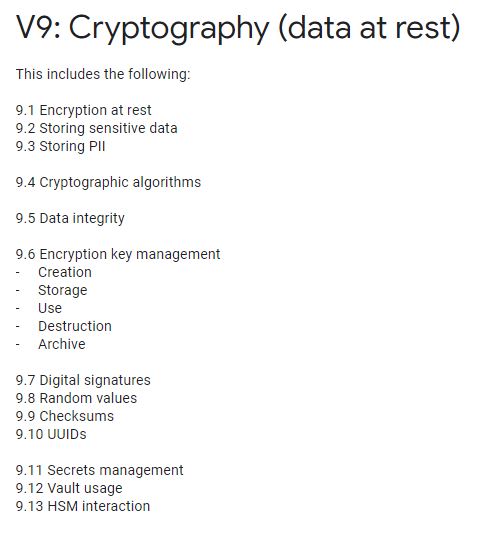 V9: Cryptography (data at rest)
This includes the following:
9.1 Encryption at rest
9.2 Storing sensitive data
9.3 Storing PII
9.4 Cryptographic algorithms
9.5 Data integrity
9.6 Encryption key management
- Creation
- Storage
- Use
- Destruction
- Archive
9.7 Digital signatures
9.8 Random values
9.9 Checksums
9.10 UUIDs
9.11 Secrets management
9.12 Vault usage
9.13 HSM interaction